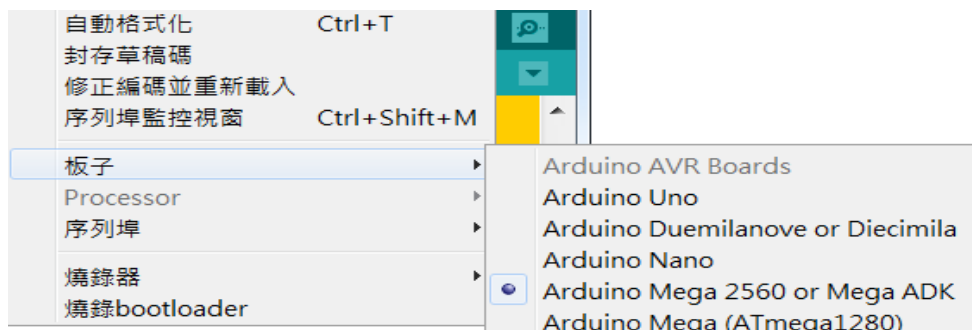 自動格式化 Ctrl+T
封存草稿碼
修正編碼並重新載入
序列埠監控視窗 Ctrl+Shift+M
板子
Processor
序列埠
燒錄器
燒錄bootloader
Arduino AVR Boards
Arduino Uno
Arduino Duemilanove or Diecimila
Arduino Nano
Arduino Mega 2560 or Mega ADK
Arduino Mega (ATmega1280)